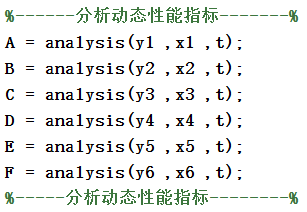 %------分析动态性能指标--------%
A = analysis(y1 ,x1 ,t);
B = analysis(y2 ,x2 ,t);
C = analysis(y3 ,x3 ,t);
D = analysis(y4 ,x4 ,t);
E = analysis(y5 ,x5 ,t);
F = analysis(y6 ,x6 ,t);
%-----分析动态性能指标--------%